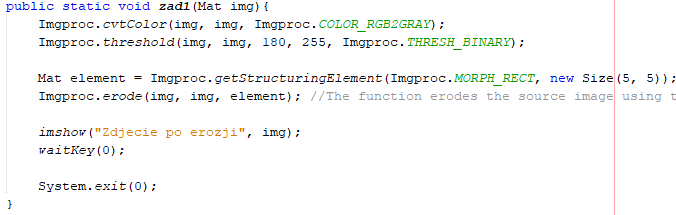 public static void zad1(Mat img){
Imgproc.cvtColor(img, img, Imgproc.COLOR_RGB2GRAY);
Imgproc.threshold(img, img, 180, 255, Imgproc.THRESH_BINARY);
Mat element = Imgproc.getStructuringElement(Imgproc.MORPH_RECT, new Size(5, 5));
Imgproc.erode(img, img, element); //The function erodes the source image using t
imshow("Zdjecie po erozji", img);
waitKey(0);
System.exit(0);
}